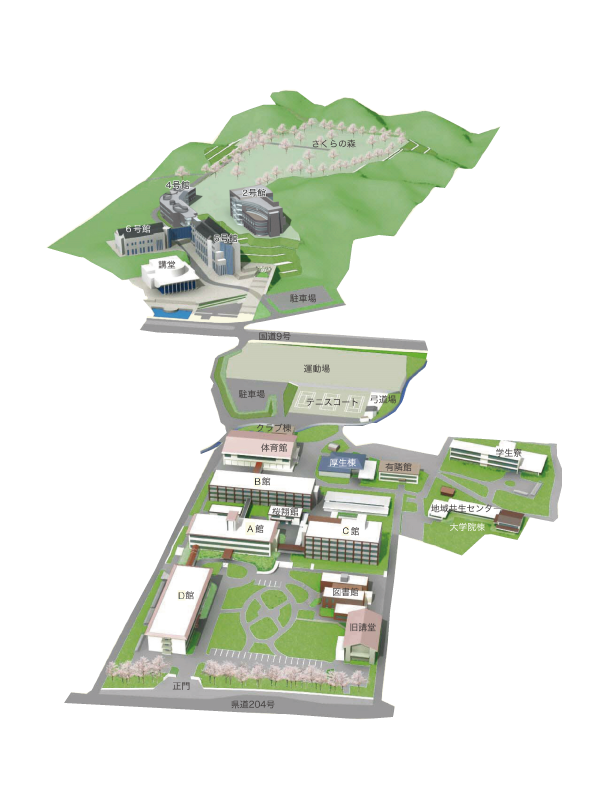 さくらの森
4号館
2号館
6号館
5号館
講堂
駐車場
国道9号
運動場
駐車場
テニスコート
弓道場
クラブ棟
体育館
学生寮
厚生棟
有隣館
B館
桜翔館
地域共生センター
大学院棟
A館
C館
D館
図書館
旧講堂
正門
県道204号